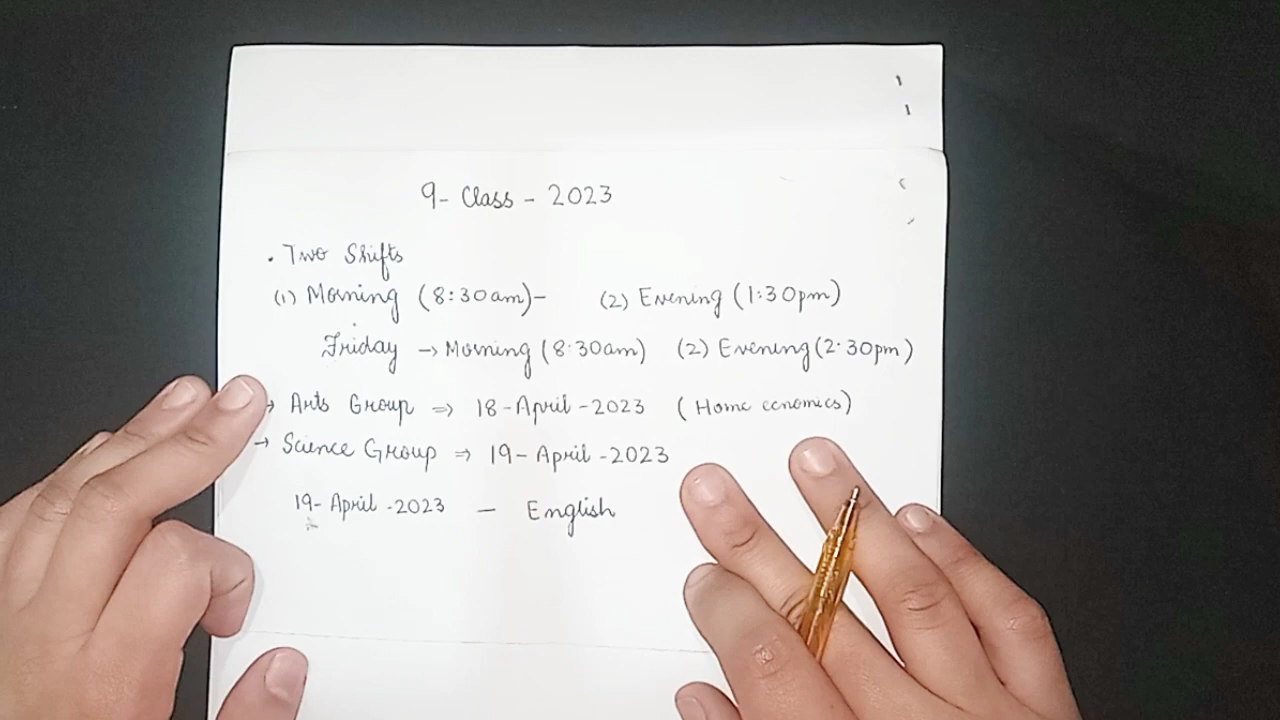 9- Class - 2023
. Two Shifts
(1) Morning (8:30am)- (2) Evening (1:30pm)
Friday → Morning (8:30am) (2) Evening (2:30pm)
→ Arts Group ⇒ 18-April-2023 (Home ecnomics)
→ Science Group ⇒ 19-April-2023
19-April-2023 - English